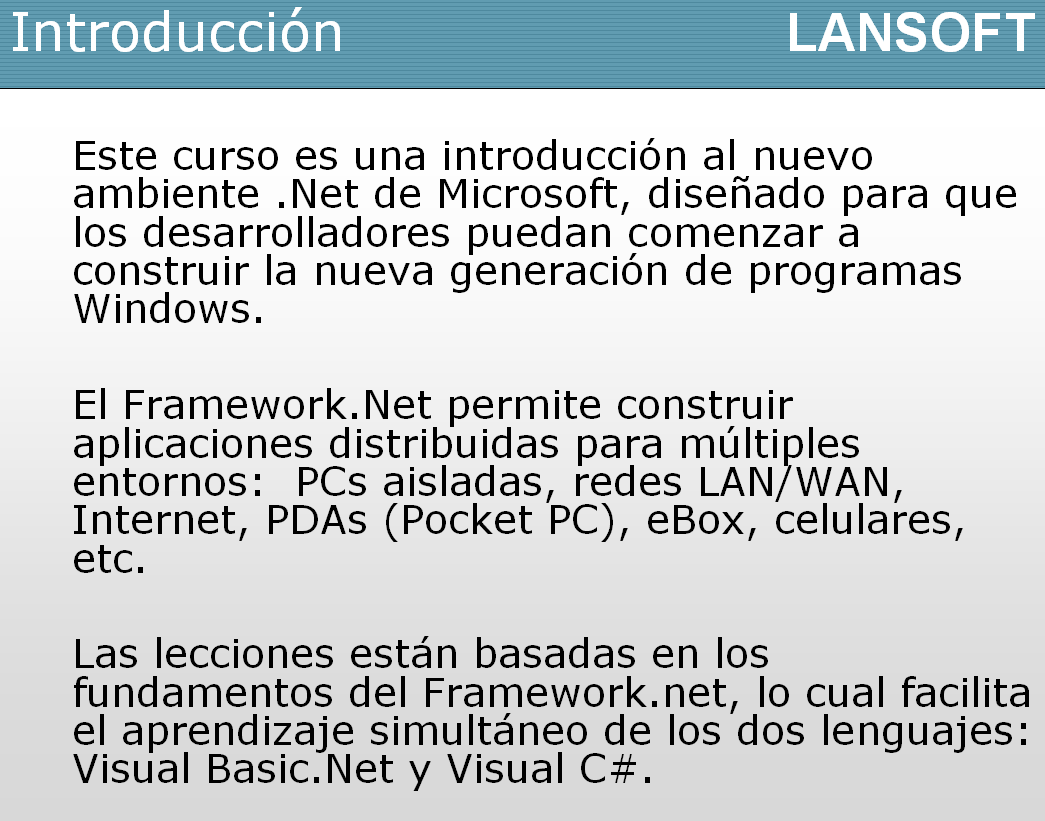 Introducción LANSOFT
Este curso es una introducción al nuevo
ambiente .Net de Microsoft, diseñado para que
los desarrolladores puedan comenzar a
construir la nueva generación de programas
Windows.
El Framework.Net permite construir
aplicaciones distribuidas para múltiples
entornos:  PCs aisladas, redes LAN/WAN,
Internet, PDAs (Pocket PC), eBox, celulares,
etc.
Las lecciones están basadas en los
fundamentos del Framework.net, lo cual facilita
el aprendizaje simultáneo de los dos lenguajes:
Visual Basic.Net y Visual C#.